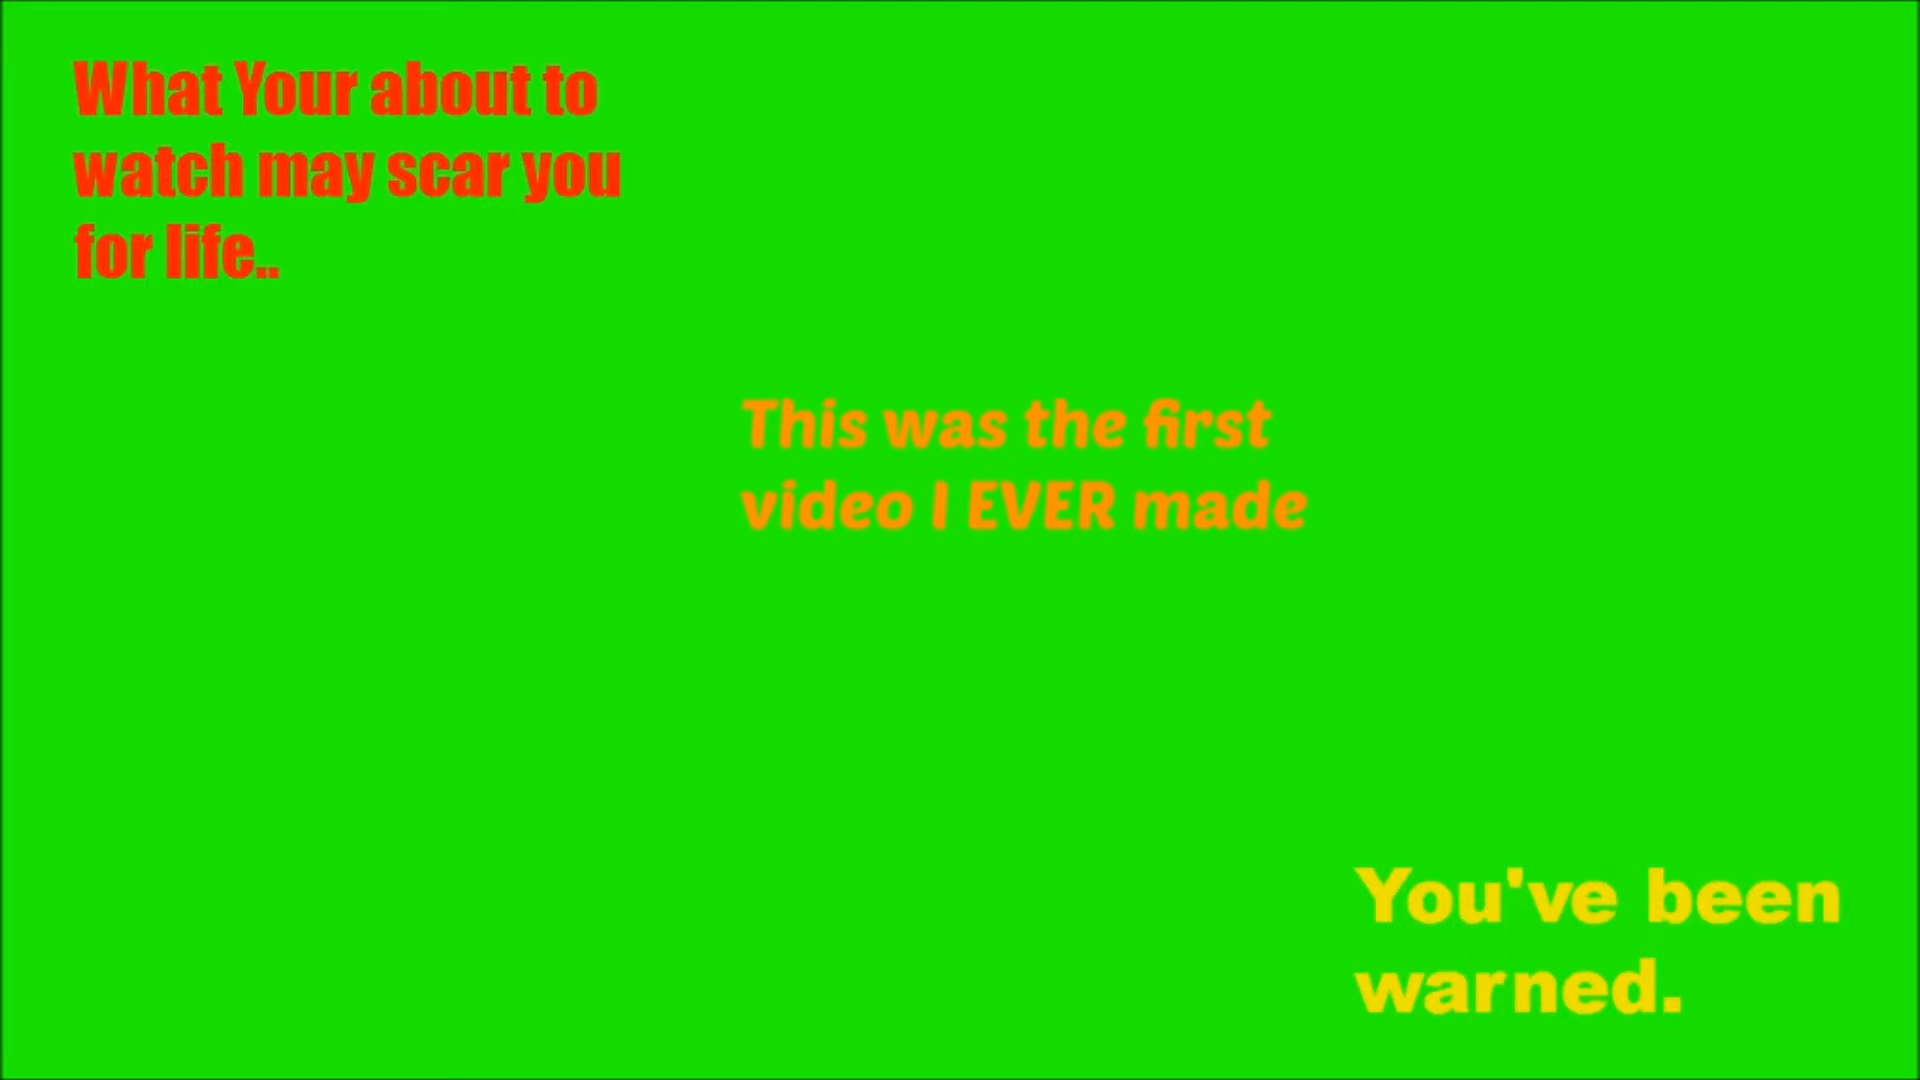 What Your about to
watch may scar you
for life..
This was the first
video I EVER made
You've been
warned.